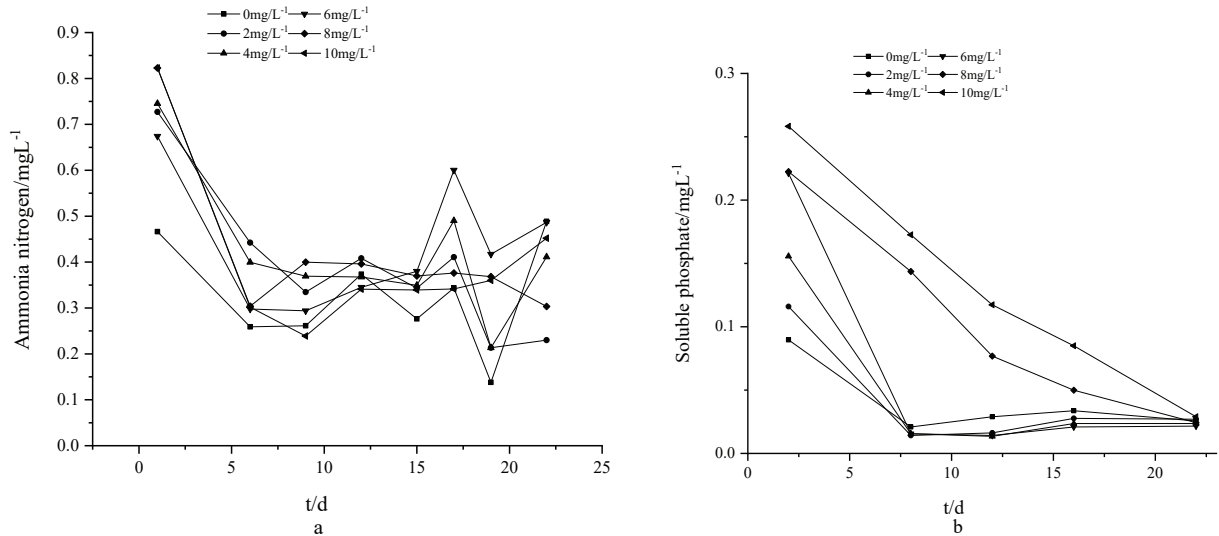 0mg/L⁻¹ 6mg/L⁻¹
2mg/L⁻¹ 8mg/L⁻¹
4mg/L⁻¹ 10mg/L⁻¹
0.9
0.8
0.7
0.6
0.5
0.4
0.3
0.2
0.1
0.0
Ammonia nitrogen/mgL⁻¹
0 5 10 15 20 25
t/d
a
0mg/L⁻¹ 6mg/L⁻¹
2mg/L⁻¹ 8mg/L⁻¹
4mg/L⁻¹ 10mg/L⁻¹
0.3
0.2
0.1
0.0
Soluble phosphate/mgL⁻¹
0 5 10 15 20
t/d
b